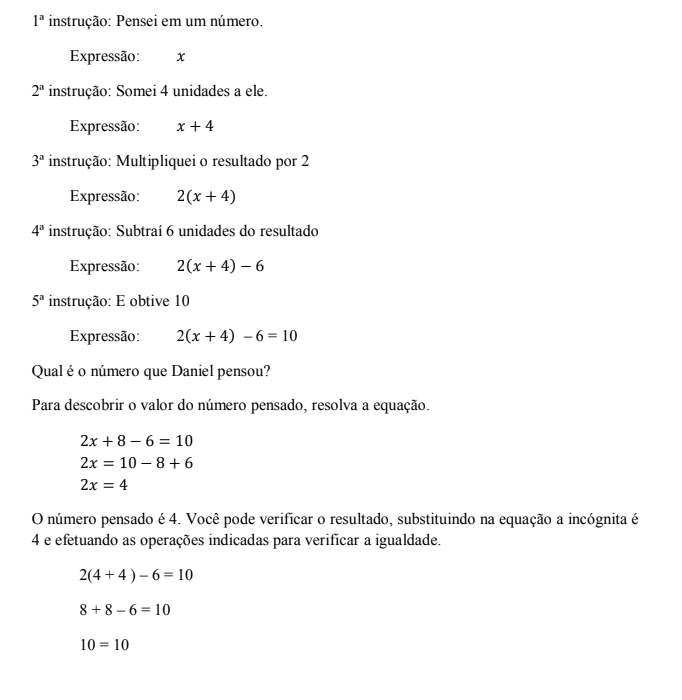 1ª instrução: Pensei em um número.
Expressão: x
2ª instrução: Somei 4 unidades a ele.
Expressão: x + 4
3ª instrução: Multipliquei o resultado por 2
Expressão: 2(x + 4)
4ª instrução: Subtraí 6 unidades do resultado
Expressão: 2(x + 4) − 6
5ª instrução: E obtive 10
Expressão: 2(x + 4) – 6 = 10
Qual é o número que Daniel pensou?
Para descobrir o valor do número pensado, resolva a equação.
2x + 8 − 6 = 10
2x = 10 − 8 + 6
2x = 4
O número pensado é 4. Você pode verificar o resultado, substituindo na equação a incógnita é
4 e efetuando as operações indicadas para verificar a igualdade.
2(4 + 4 ) – 6 = 10
8 + 8 – 6 = 10
10 = 10